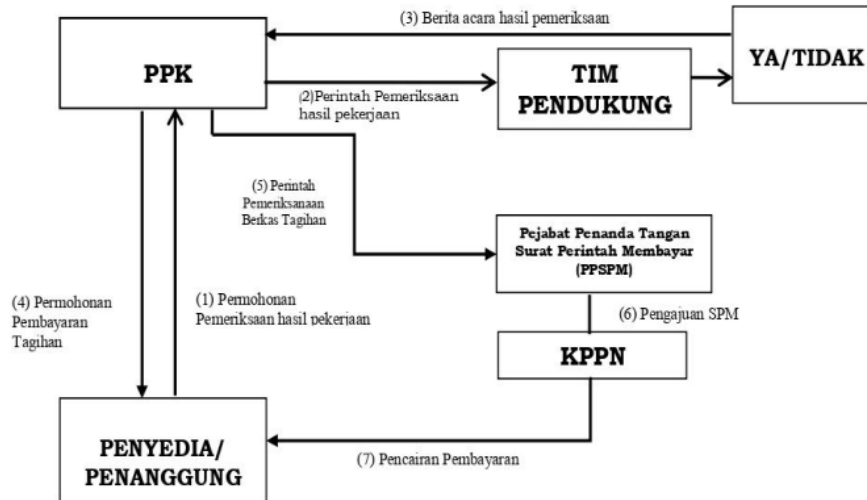 (3) Berita acara hasil pemeriksaan
PPK
(2)Perintah Pemeriksaan
hasil pekerjaan
TIM
PENDUKUNG
YA/TIDAK
(5) Perintah
Pemeriksanaan
Berkas Tagihan
Pejabat Penanda Tangan
Surat Perintah Membayar
(PPSPM)
(4) Permohonan
Pembayaran
Tagihan
(1) Permohonan
Pemeriksaan hasil pekerjaan
(6) Pengajuan SPM
KPPN
PENYEDIA/
PENANGGUNG
(7) Pencairan Pembayaran